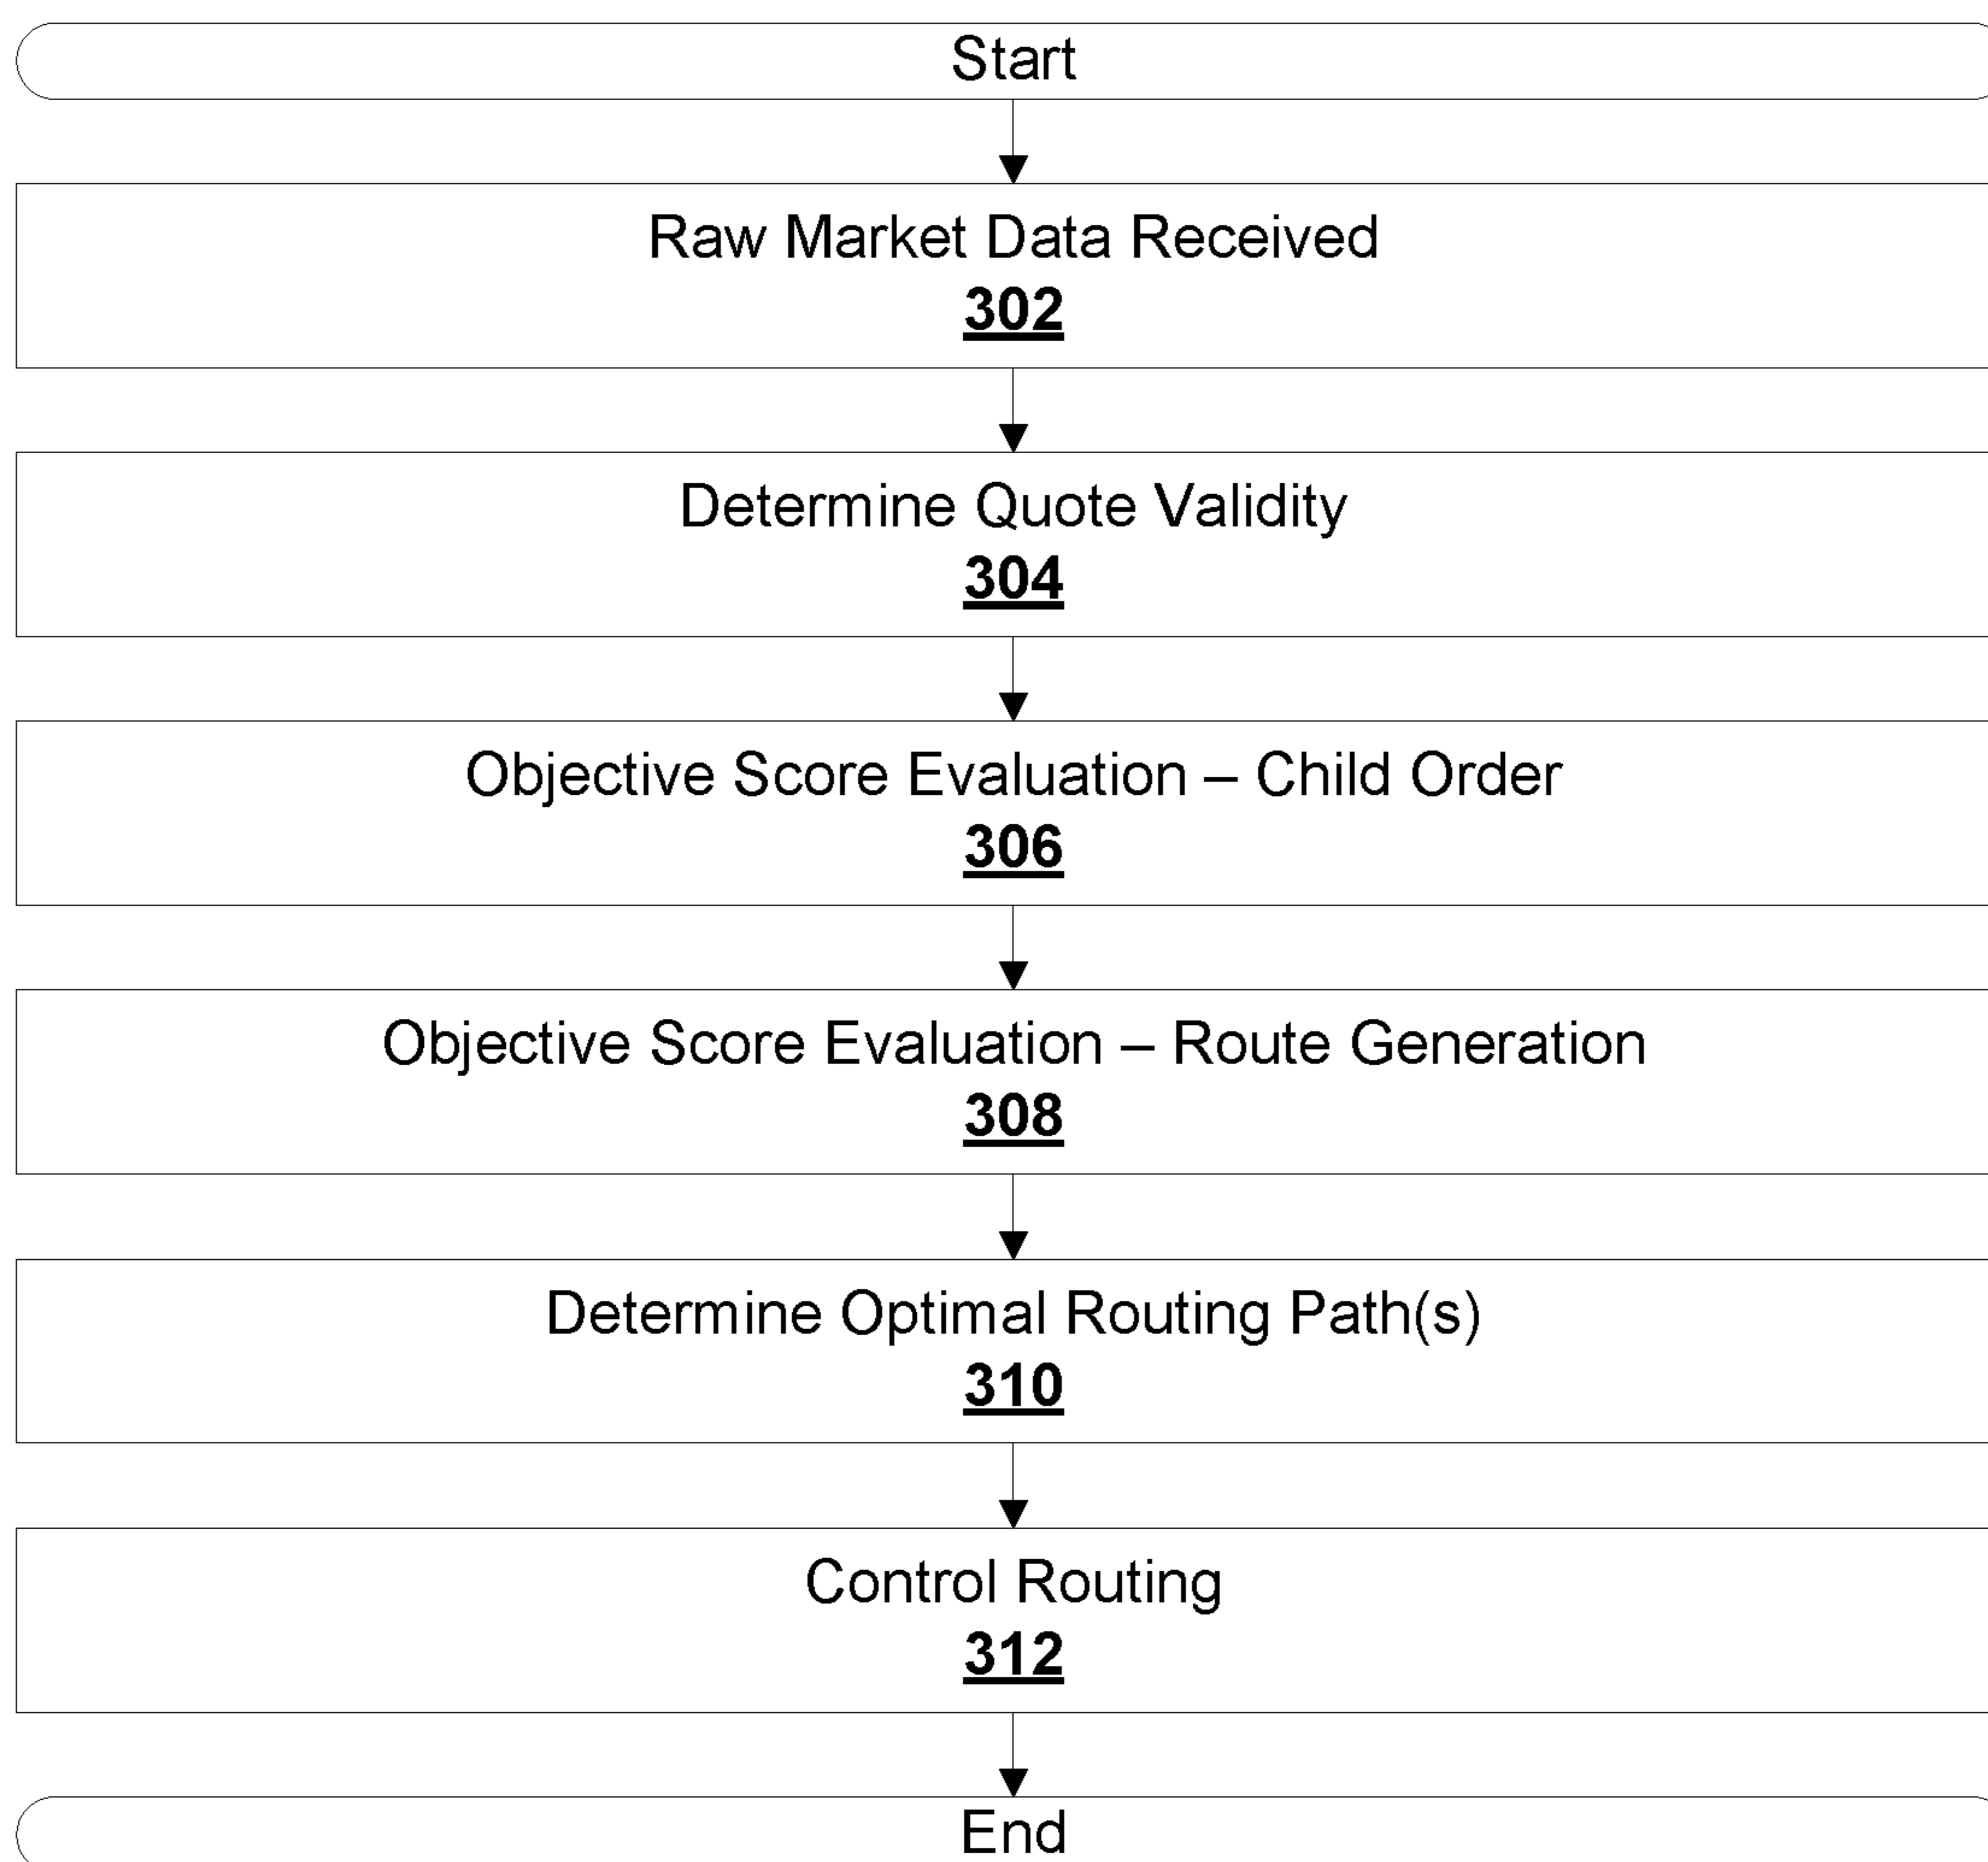 Start
Raw Market Data Received
302
Determine Quote Validity
304
Objective Score Evaluation – Child Order
306
Objective Score Evaluation – Route Generation
308
Determine Optimal Routing Path(s)
310
Control Routing
312
End